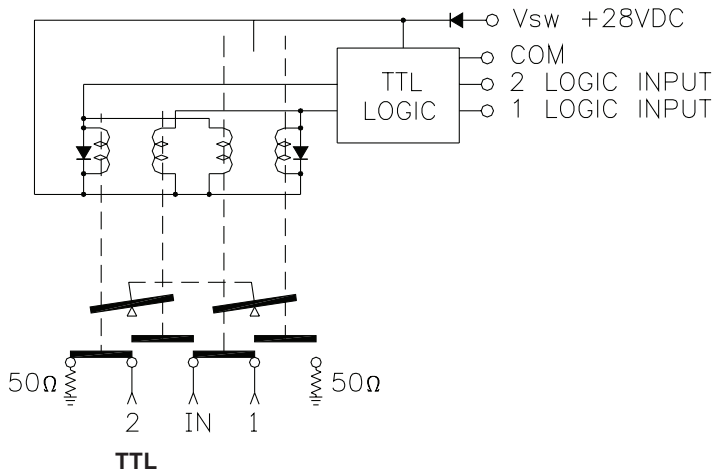 Vsw +28VDC
COM
TTL
LOGIC
2 LOGIC INPUT
1 LOGIC INPUT
50Ω
50Ω
2
IN
1
TTL